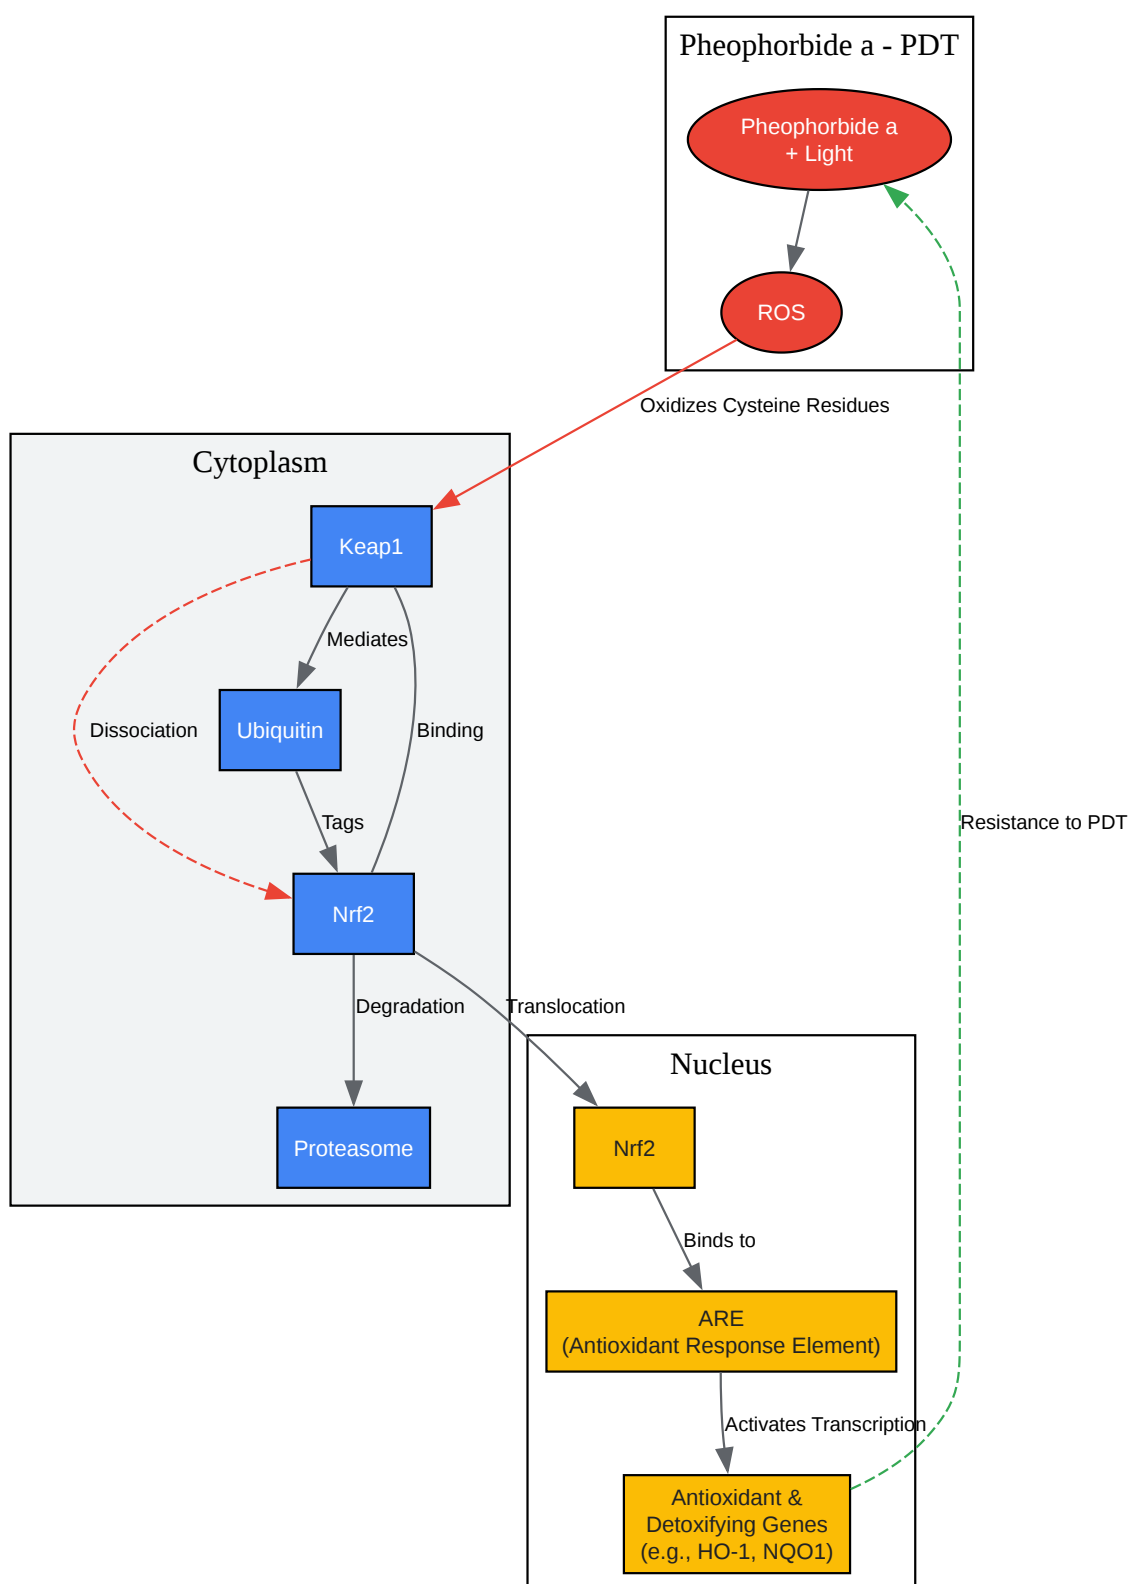 Pheophorbide a - PDT
Pheophorbide a
+ Light
ROS
Oxidizes Cysteine Residues
Cytoplasm
Keap1
Mediates
Dissociation
Ubiquitin
Binding
Tags
Resistance to PDT
Nrf2
Degradation
Translocation
Nucleus
Proteasome
Nrf2
Binds to
ARE
(Antioxidant Response Element)
Activates Transcription
Antioxidant &
Detoxifying Genes
(e.g., HO-1, NQO1)